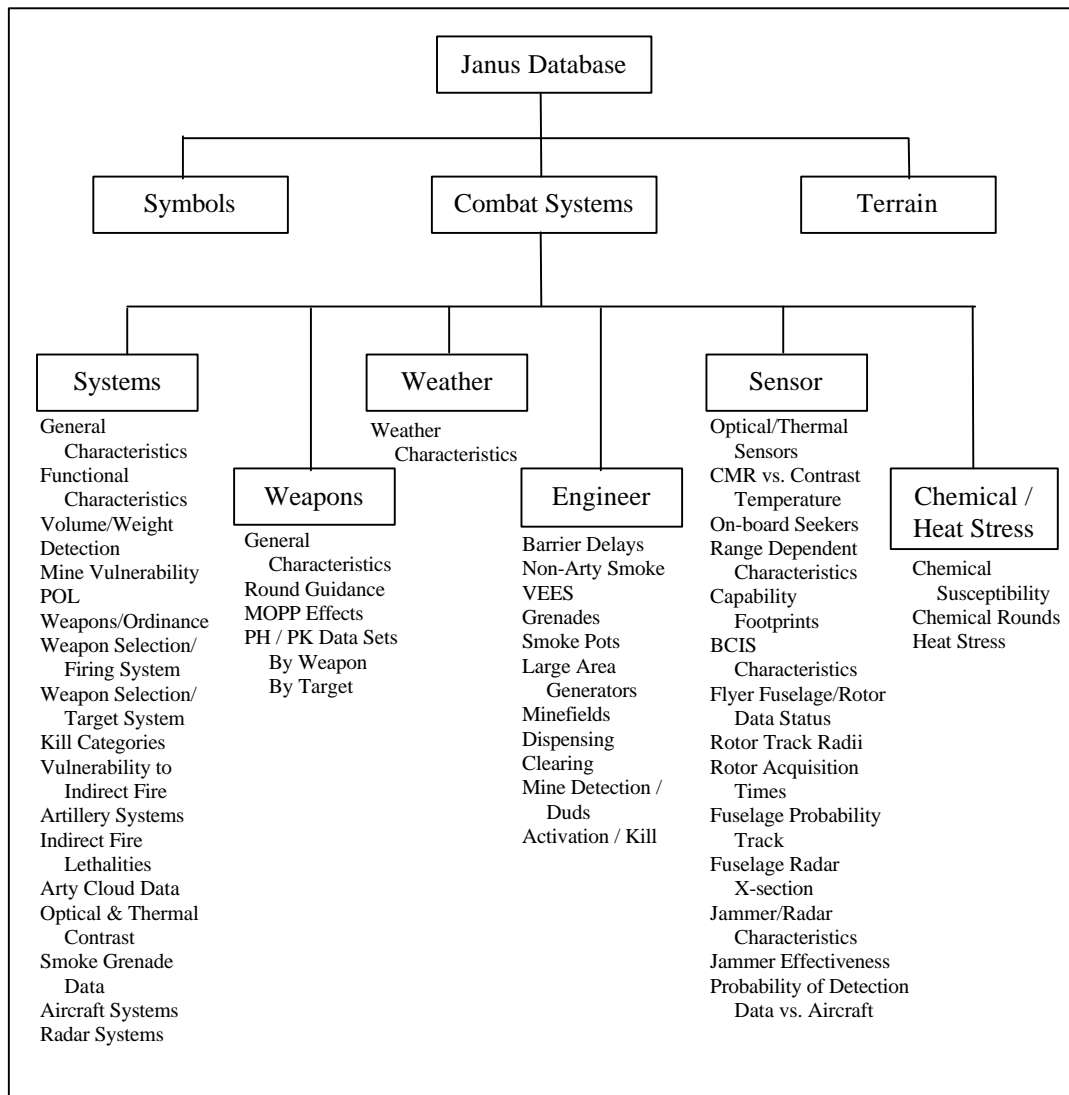 Janus Database
Symbols
Combat Systems
Terrain
Systems
General
Characteristics
Functional
Characteristics
Volume/Weight
Detection
Mine Vulnerability
POL
Weapons/Ordinance
Weapon Selection/
Firing System
Weapon Selection/
Target System
Kill Categories
Vulnerability to
Indirect Fire
Artillery Systems
Indirect Fire
Lethalities
Arty Cloud Data
Optical & Thermal
Contrast
Smoke Grenade
Data
Aircraft Systems
Radar Systems
Weapons
General
Characteristics
Round Guidance
MOPP Effects
PH / PK Data Sets
By Weapon
By Target
Weather
Weather
Characteristics
Engineer
Barrier Delays
Non-Arty Smoke
VEES
Grenades
Smoke Pots
Large Area
Generators
Minefields
Dispensing
Clearing
Mine Detection /
Duds
Activation / Kill
Sensor
Optical/Thermal
Sensors
CMR vs. Contrast
Temperature
On-board Seekers
Range Dependent
Characteristics
Capability
Footprints
BCIS
Characteristics
Flyer Fuselage/Rotor
Data Status
Rotor Track Radii
Rotor Acquisition
Times
Fuselage Probability
Track
Fuselage Radar
X-section
Jammer/Radar
Characteristics
Jammer Effectiveness
Probability of Detection
Data vs. Aircraft
Chemical /
Heat Stress
Chemical
Susceptibility
Chemical Rounds
Heat Stress